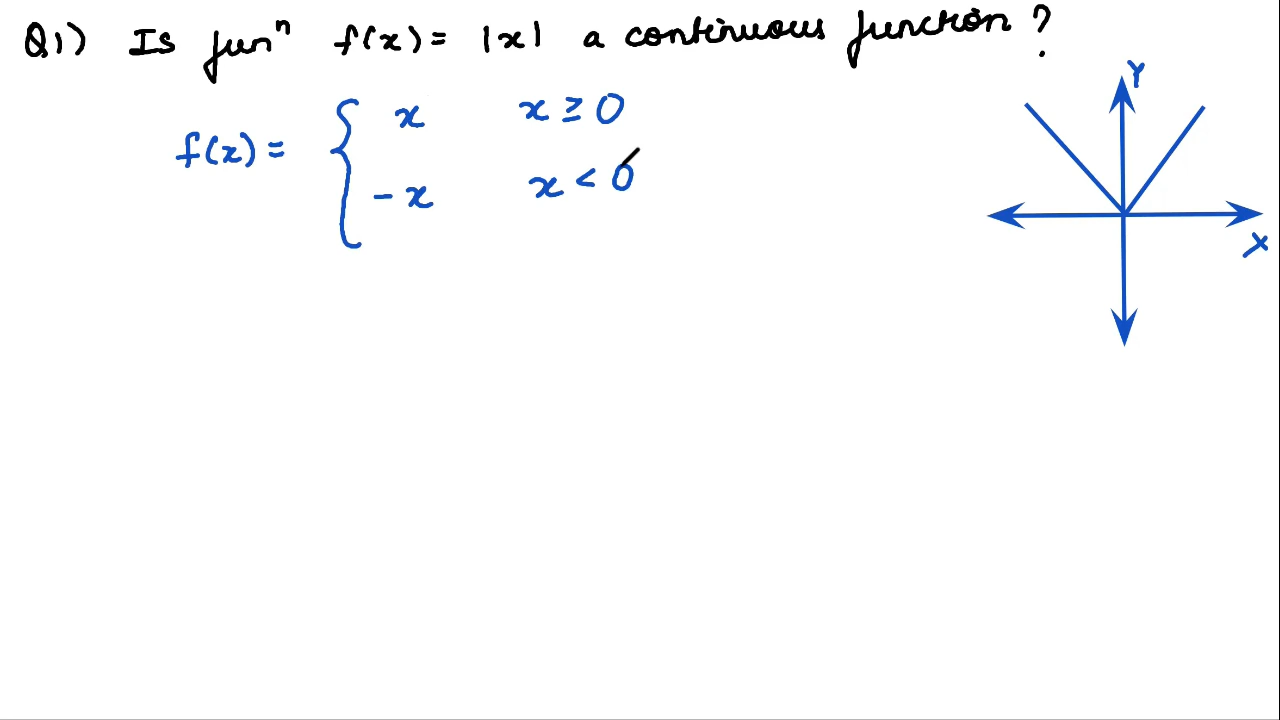 Q1) Is funⁿ f(x) = |x| a continuous function ?
f(x) = { x x ≥ 0
-x x < 0
Y
X